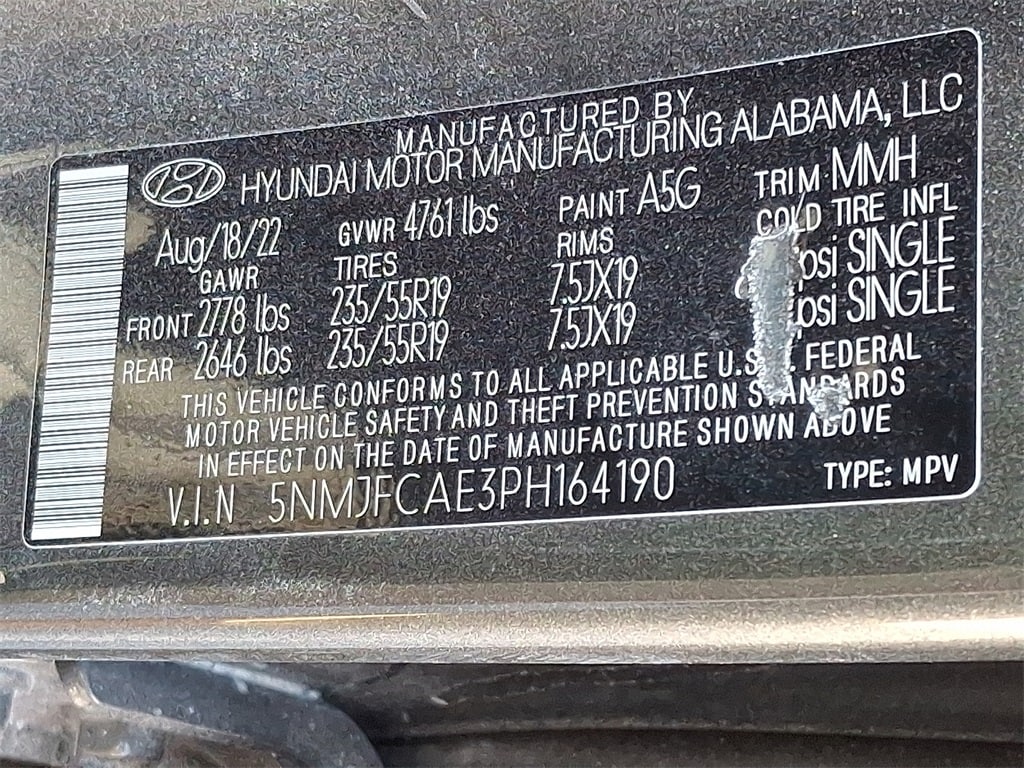 MANUFACTURED BY
HYUNDAI MOTOR MANUFACTURING ALABAMA, LLC
Aug/18/22 GVWR 4761 lbs PAINT A5G TRIM MMH
GAWR TIRES RIMS COLD TIRE INFL
FRONT 2778 lbs 235/55R19 7.5JX19 psi SINGLE
REAR 2646 lbs 235/55R19 7.5JX19 psi SINGLE
THIS VEHICLE CONFORMS TO ALL APPLICABLE U.S. FEDERAL
MOTOR VEHICLE SAFETY AND THEFT PREVENTION STANDARDS
IN EFFECT ON THE DATE OF MANUFACTURE SHOWN ABOVE
V.I.N 5NMJFCAE3PH164190 TYPE: MPV